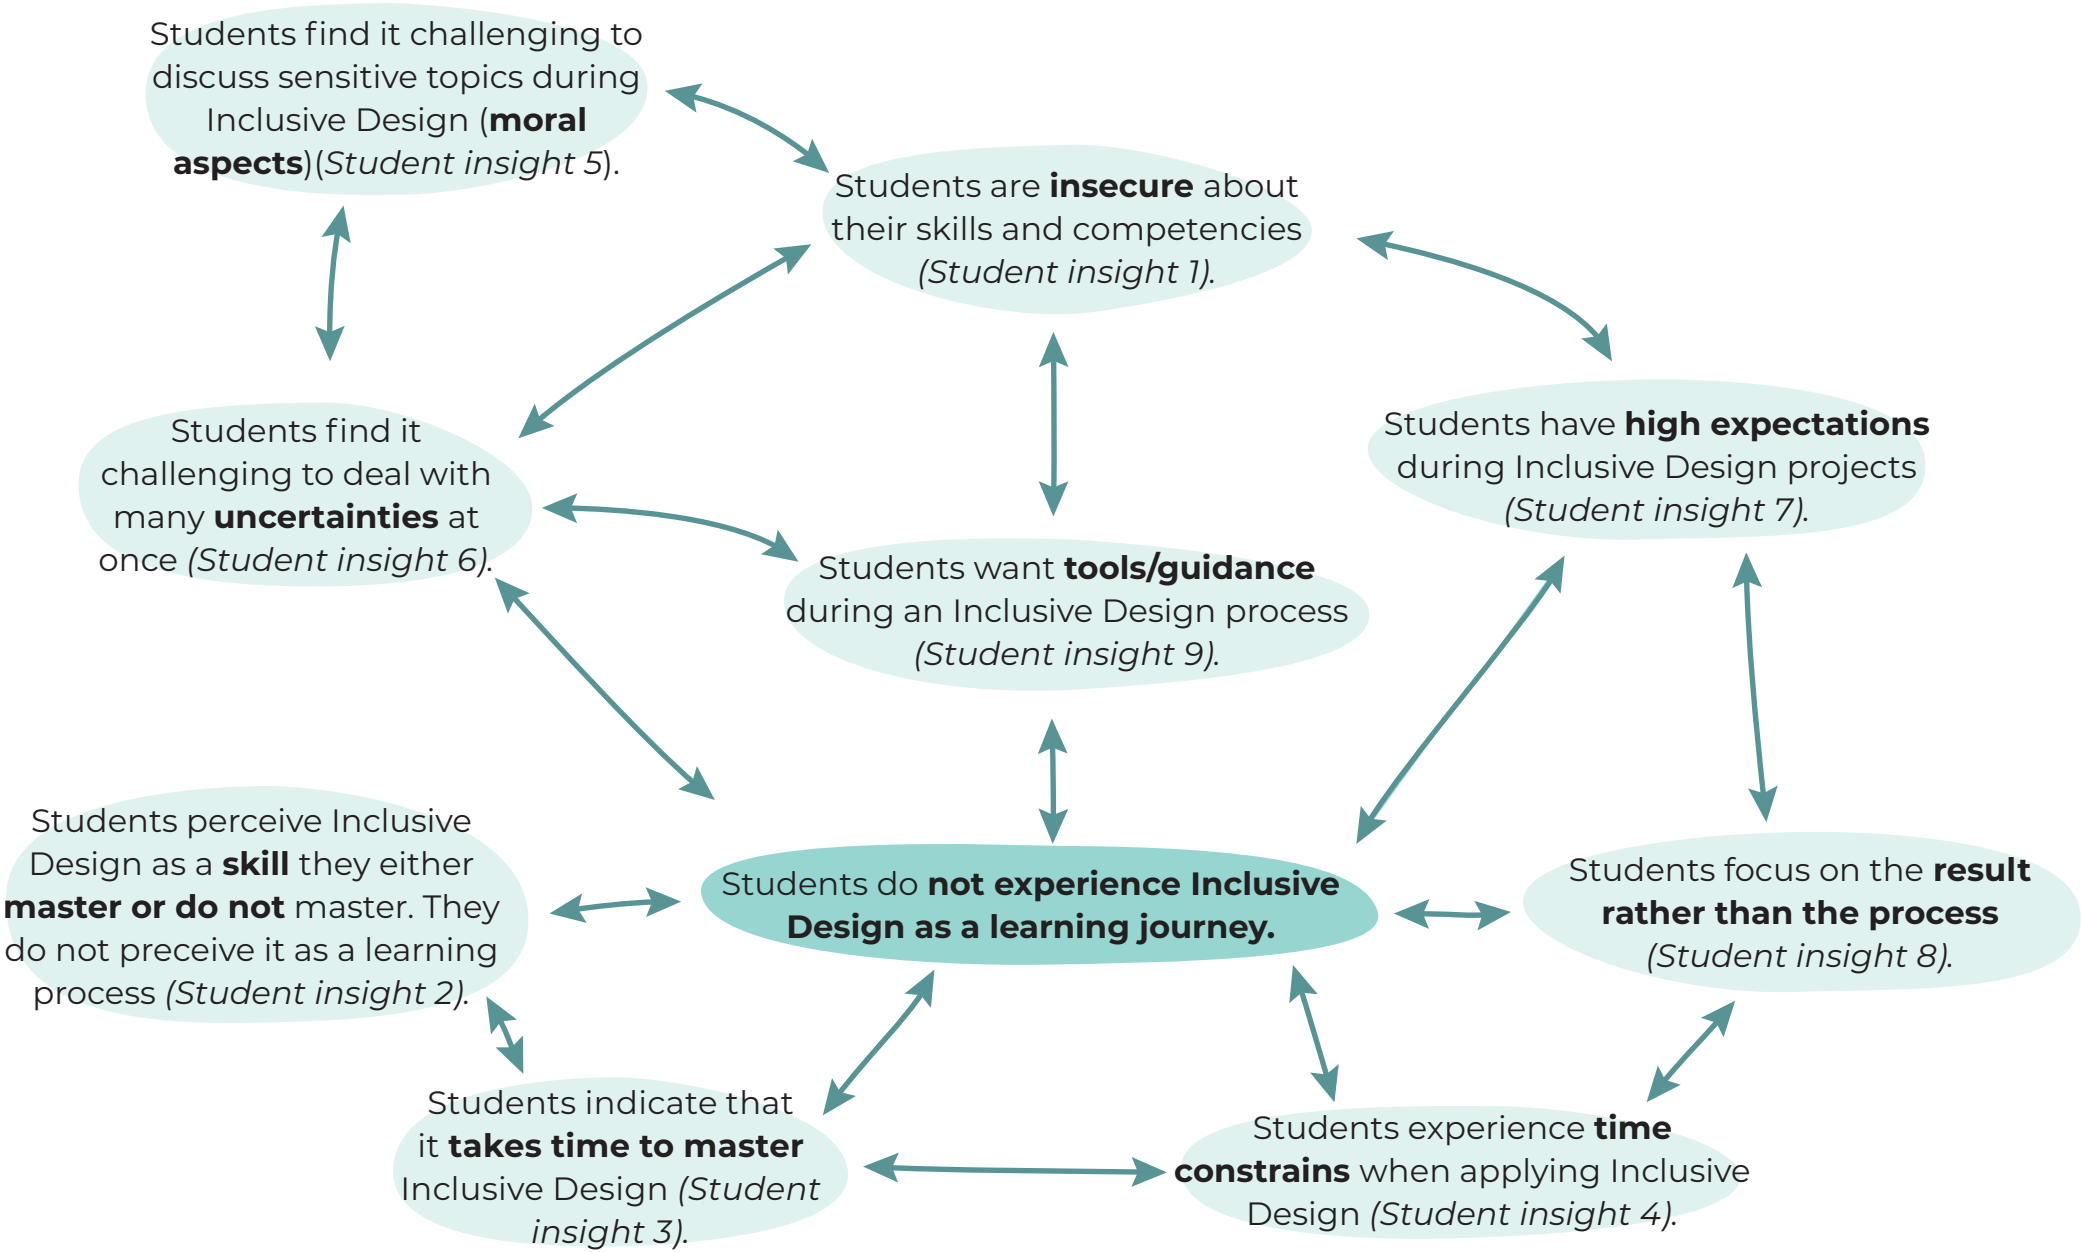 Students find it challenging to
discuss sensitive topics during
Inclusive Design (moral
aspects)(Student insight 5).
Students are insecure about
their skills and competencies
(Student insight 1).
Students find it
challenging to deal with
many uncertainties at
once (Student insight 6).
Students have high expectations
during Inclusive Design projects
(Student insight 7).
Students want tools/guidance
during an Inclusive Design process
(Student insight 9).
Students perceive Inclusive
Design as a skill they either
master or do not master. They
do not preceive it as a learning
process (Student insight 2).
Students do not experience Inclusive
Design as a learning journey.
Students focus on the result
rather than the process
(Student insight 8).
Students indicate that
it takes time to master
Inclusive Design (Student
insight 3).
Students experience time
constrains when applying Inclusive
Design (Student insight 4).